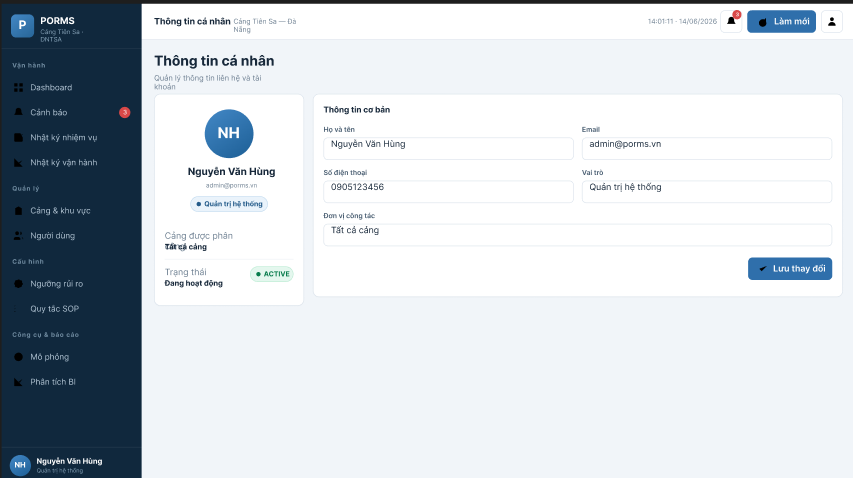 P
PORMS
Cảng Tiên Sa -
DNTSA
Vận hành
Dashboard
Cảnh báo
3
Nhật ký nhiệm vụ
Nhật ký vận hành
Quản lý
Cảng & khu vực
Người dùng
Cấu hình
Ngưỡng rủi ro
Quy tắc SOP
Công cụ & báo cáo
Mô phỏng
Phân tích BI
NH
Nguyễn Văn Hùng
Quản trị hệ thống
Thông tin cá nhân
Cảng Tiên Sa — Đà
Nẵng
14:01:11 - 14/06/2026
3
Làm mới
Thông tin cá nhân
Quản lý thông tin liên hệ và tài
khoản
NH
Nguyễn Văn Hùng
admin@porms.vn
Quản trị hệ thống
Cảng được phân
Tất cả cảng
Trạng thái
Đang hoạt động
ACTIVE
Thông tin cơ bản
Họ và tên
Nguyễn Văn Hùng
Email
admin@porms.vn
Số điện thoại
0905123456
Vai trò
Quản trị hệ thống
Đơn vị công tác
Tất cả cảng
Lưu thay đổi